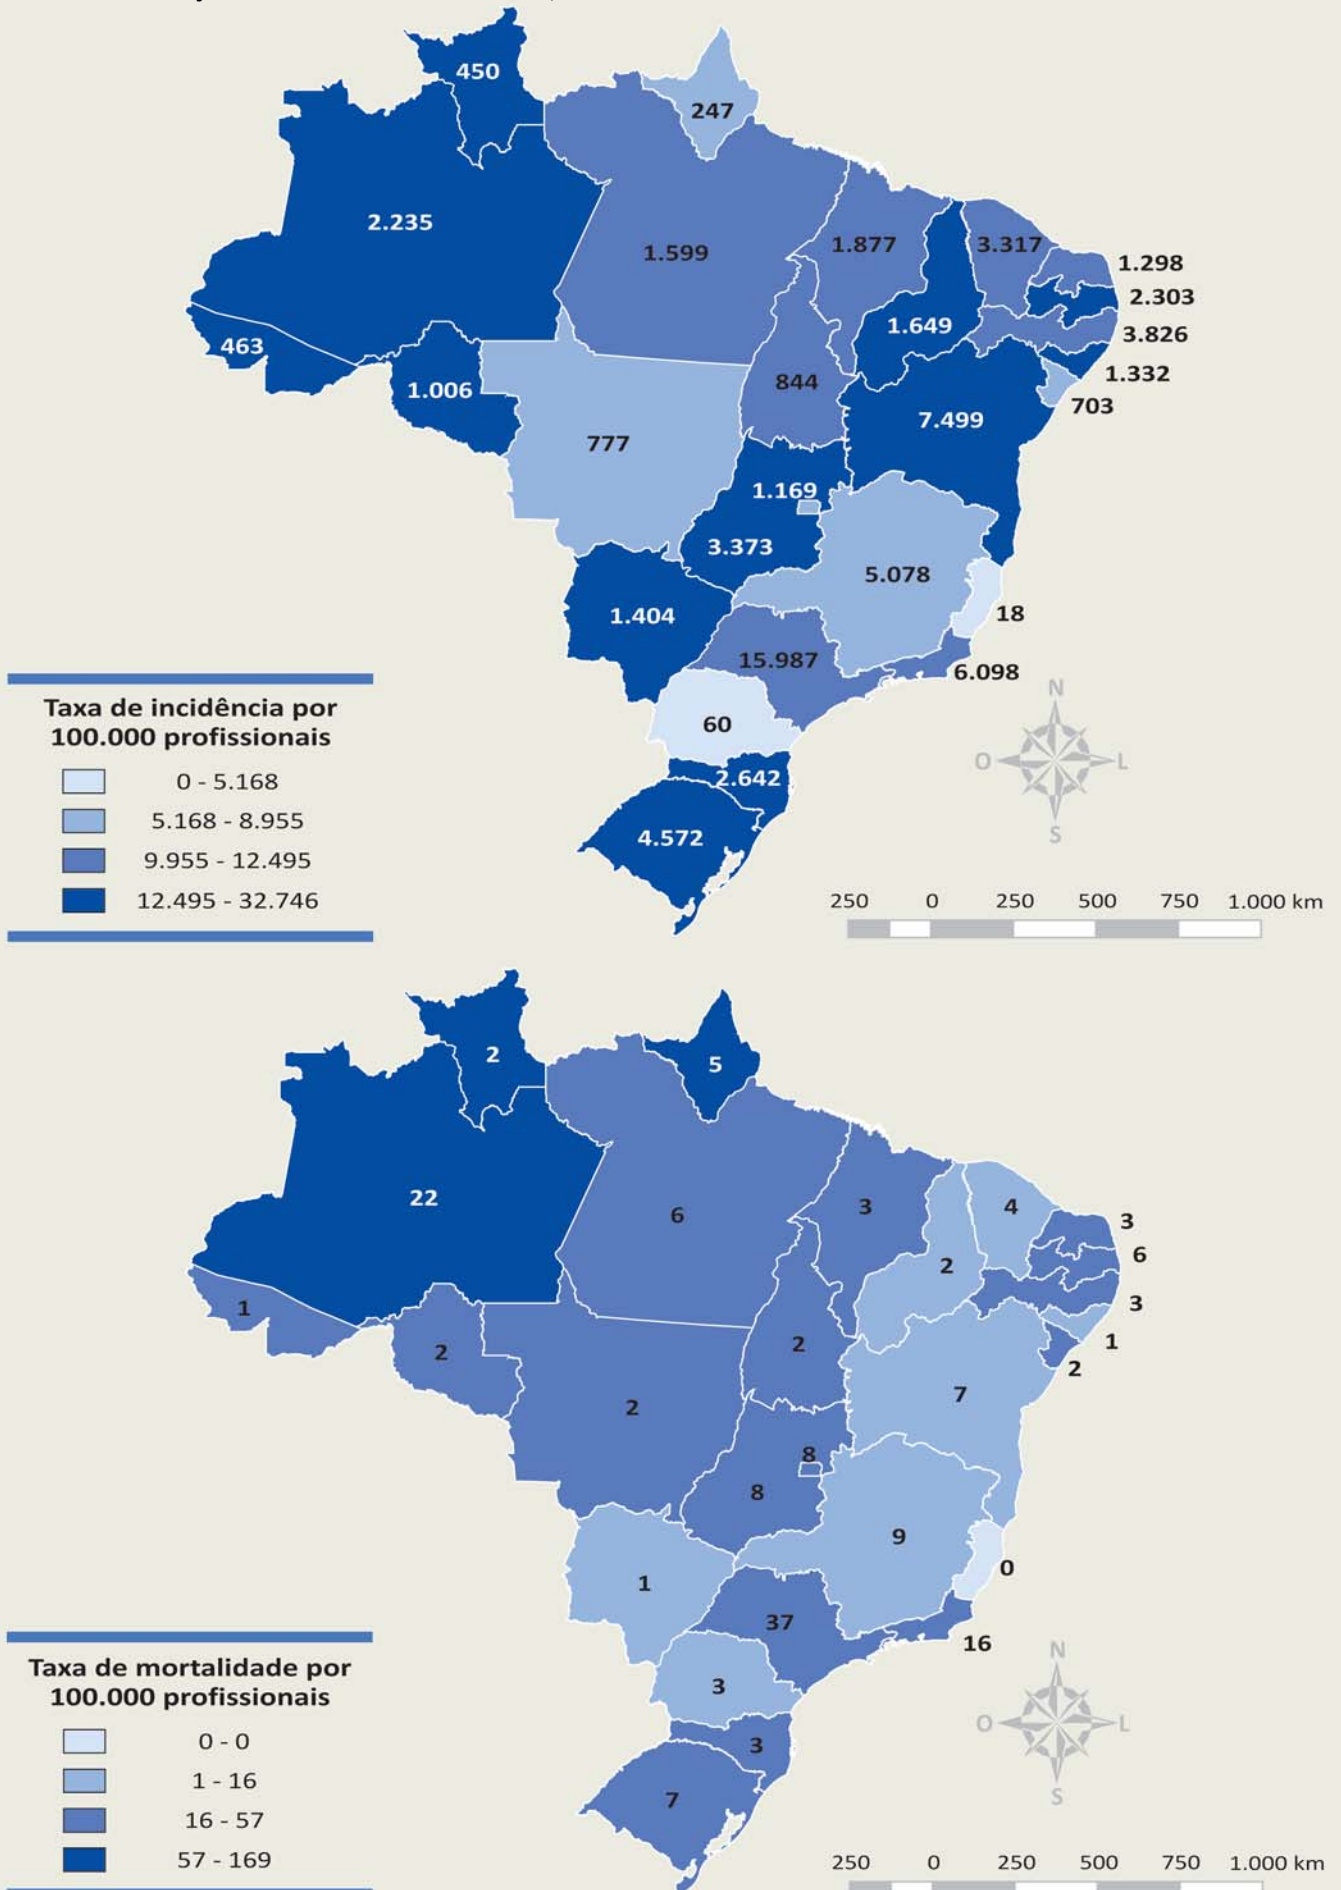 450
247
2.235
1.599
1.877
3.317
1.298
2.303
1.649
3.826
463
1.332
844
1.006
703
7.499
777
1.169
3.373
5.078
1.404
18
15.987
6.098
60
2.642
4.572
Taxa de incidência por
100.000 profissionais
0 - 5.168
5.168 - 8.955
9.955 - 12.495
12.495 - 32.746
N
O
L
S
250 0 250 500 750 1.000 km
2
5
22
6
3
4
3
6
2
3
1
1
2
2
2
7
2
8
8
9
0
1
37
16
3
3
7
Taxa de mortalidade por
100.000 profissionais
0 - 0
1 - 16
16 - 57
57 - 169
N
O
L
S
250 0 250 500 750 1.000 km